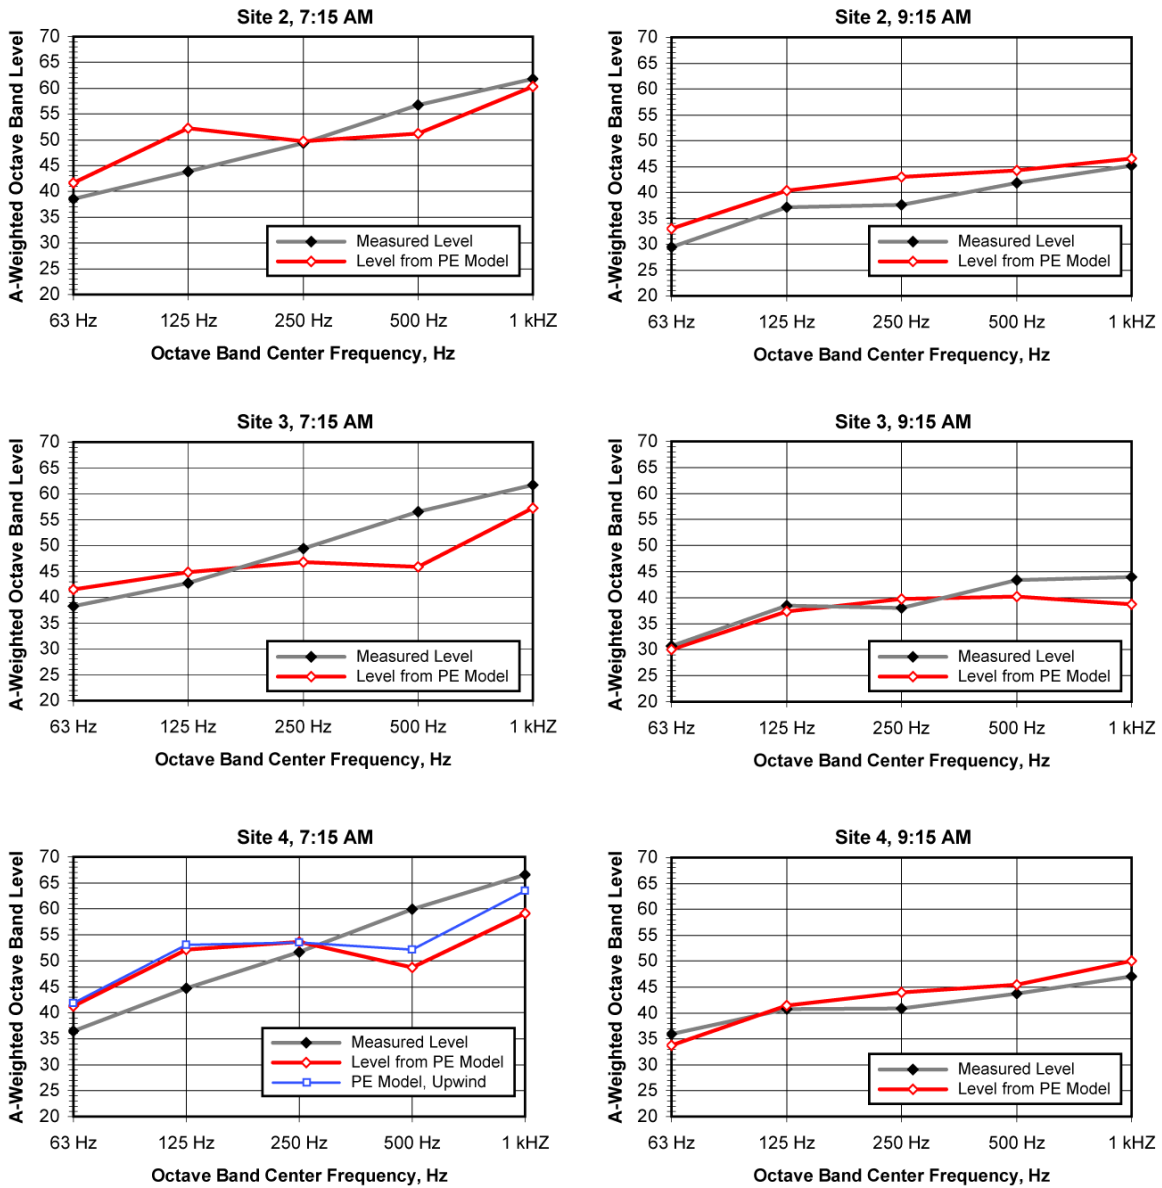 Site 2, 7:15 AM
A-Weighted Octave Band Level
70
65
60
55
50
45
40
35
30
25
20
Measured Level
Level from PE Model
63 Hz 125 Hz 250 Hz 500 Hz 1 kHZ
Octave Band Center Frequency, Hz
Site 2, 9:15 AM
A-Weighted Octave Band Level
70
65
60
55
50
45
40
35
30
25
20
Measured Level
Level from PE Model
63 Hz 125 Hz 250 Hz 500 Hz 1 kHZ
Octave Band Center Frequency, Hz
Site 3, 7:15 AM
A-Weighted Octave Band Level
70
65
60
55
50
45
40
35
30
25
20
Measured Level
Level from PE Model
63 Hz 125 Hz 250 Hz 500 Hz 1 kHZ
Octave Band Center Frequency, Hz
Site 3, 9:15 AM
A-Weighted Octave Band Level
70
65
60
55
50
45
40
35
30
25
20
Measured Level
Level from PE Model
63 Hz 125 Hz 250 Hz 500 Hz 1 kHZ
Octave Band Center Frequency, Hz
Site 4, 7:15 AM
A-Weighted Octave Band Level
70
65
60
55
50
45
40
35
30
25
20
Measured Level
Level from PE Model
PE Model, Upwind
63 Hz 125 Hz 250 Hz 500 Hz 1 kHZ
Octave Band Center Frequency, Hz
Site 4, 9:15 AM
A-Weighted Octave Band Level
70
65
60
55
50
45
40
35
30
25
20
Measured Level
Level from PE Model
63 Hz 125 Hz 250 Hz 500 Hz 1 kHZ
Octave Band Center Frequency, Hz